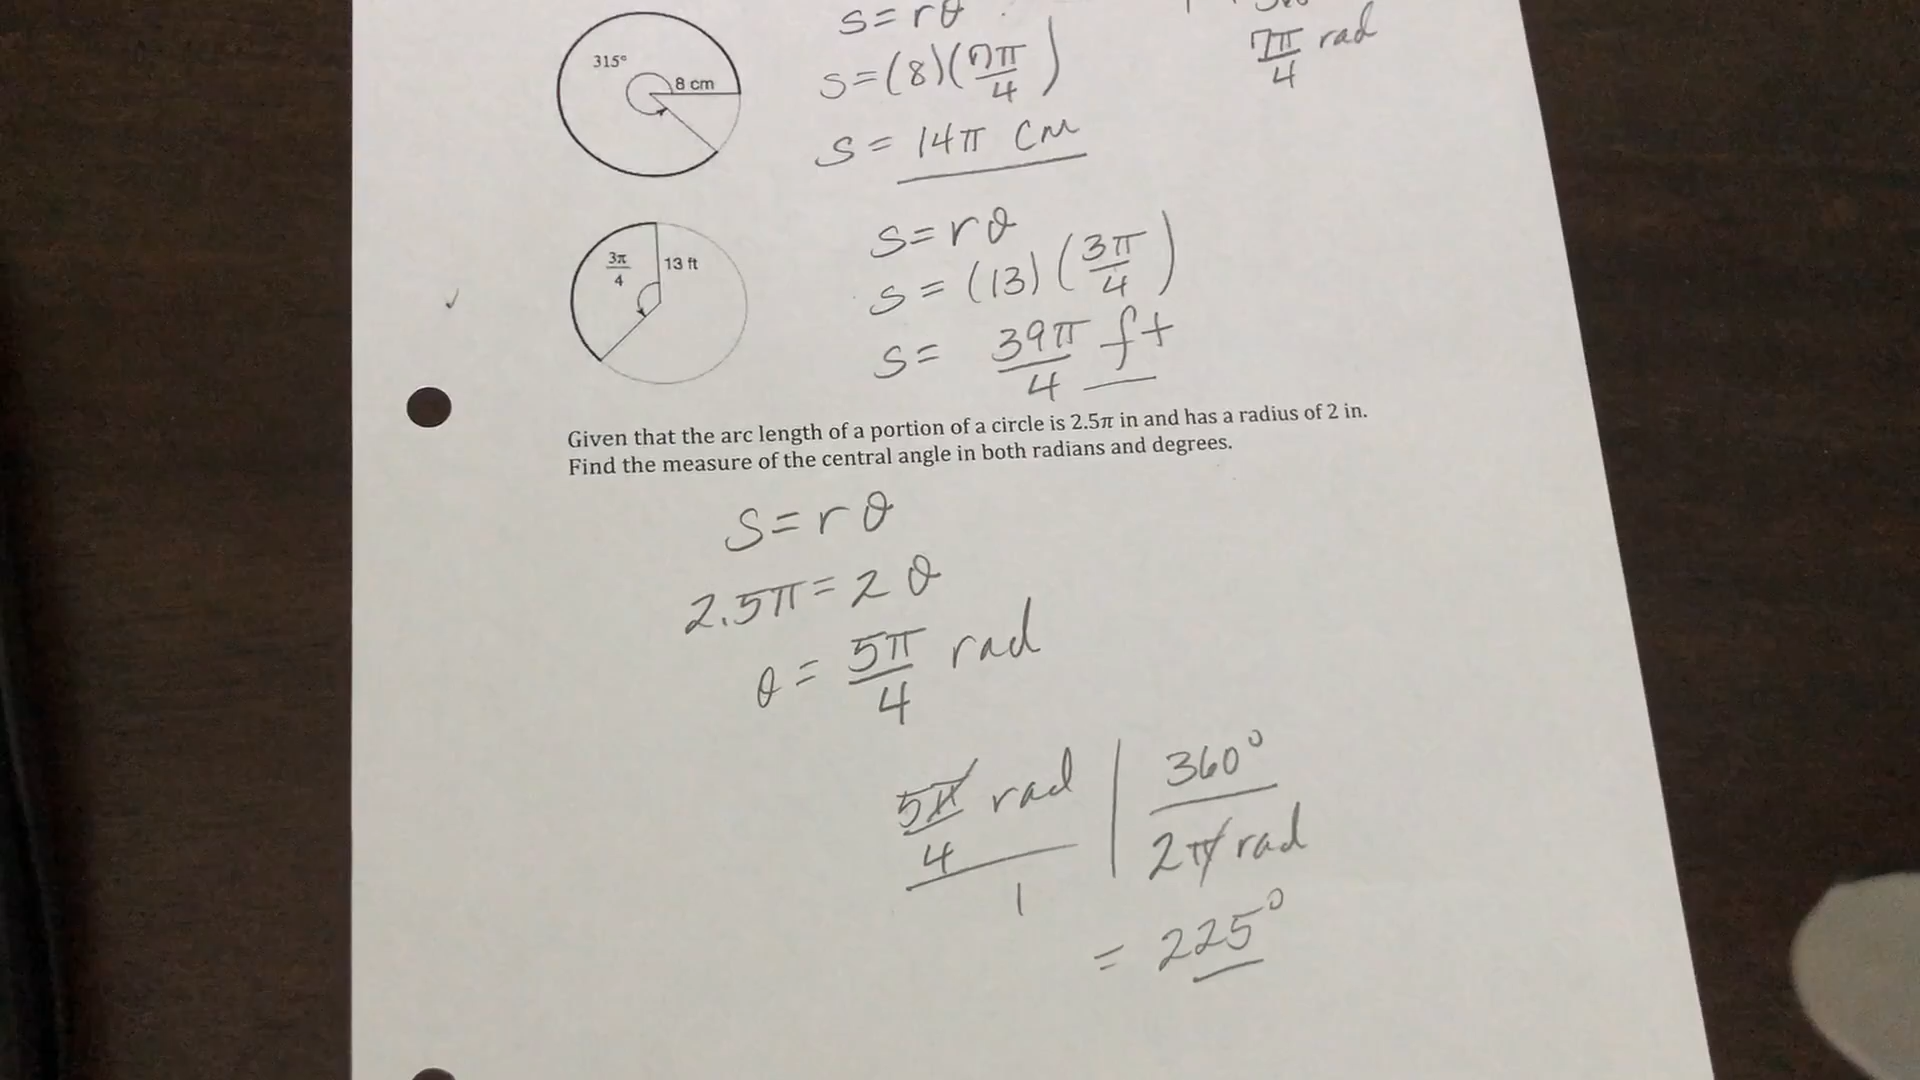 315°
8 cm
s = rθ
s = (8)(7π/4)
s = 14π cm
7π/4 rad
3π/4
13 ft
s = rθ
s = (13)(3π/4)
s = 39π/4 ft
Given that the arc length of a portion of a circle is 2.5π in and has a radius of 2 in.
Find the measure of the central angle in both radians and degrees.
s = rθ
2.5π = 2θ
θ = 5π/4 rad
5π/4 rad | 360°
1 | 2π rad
= 225°